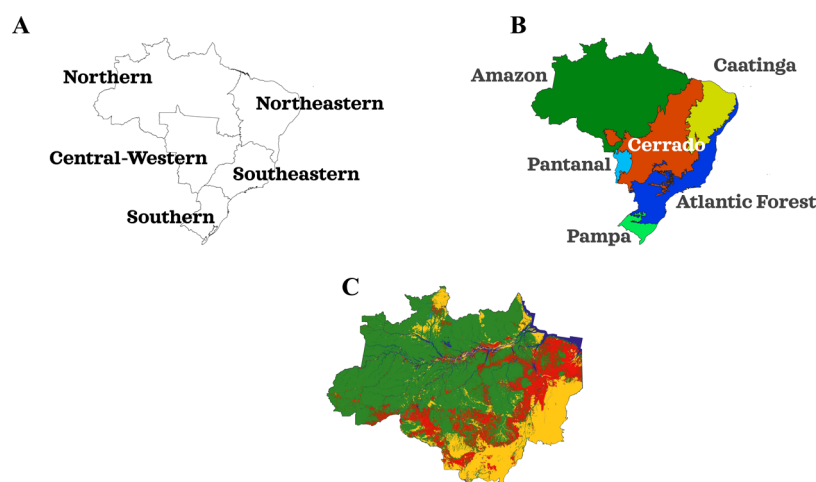 A
Northern
Northeastern
Central-Western
Southeastern
Southern
B
Amazon
Caatinga
Cerrado
Pantanal
Atlantic Forest
Pampa
C